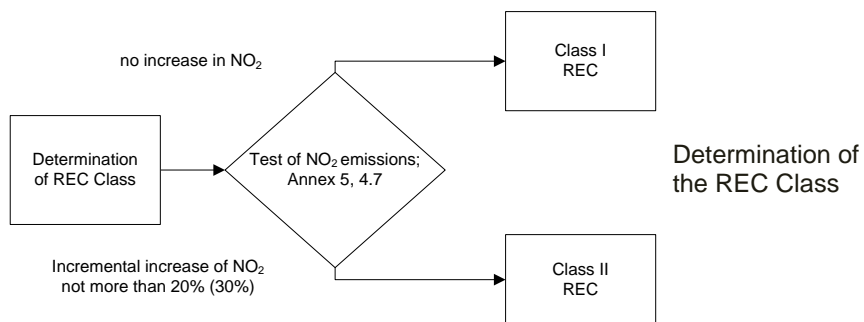 no increase in NO₂
Class I
REC
Determination
of REC Class
Test of NO₂ emissions;
Annex 5, 4.7
Determination of
the REC Class
Incremental increase of NO₂
not more than 20% (30%)
Class II
REC